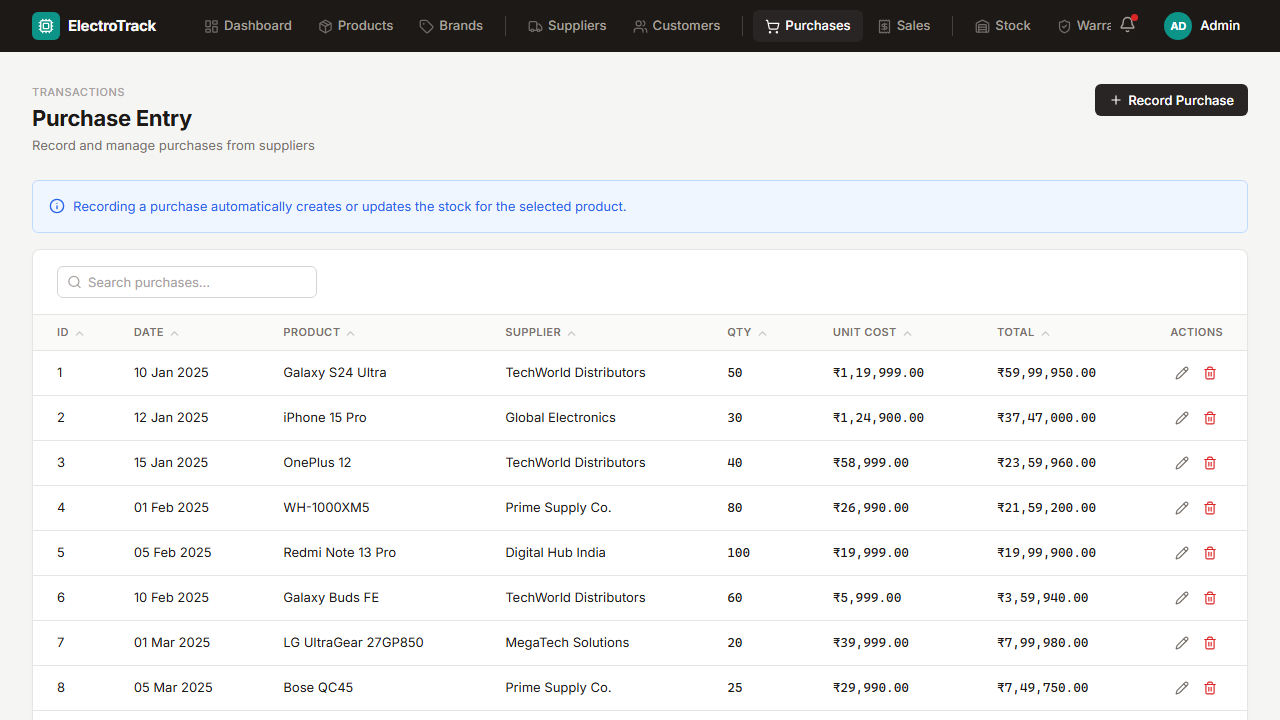 ElectroTrack Dashboard Products Brands Suppliers Customers Purchases Sales Stock Warra AD Admin
TRANSACTIONS
Purchase Entry
Record and manage purchases from suppliers
+ Record Purchase
Recording a purchase automatically creates or updates the stock for the selected product.
Search purchases...
ID DATE PRODUCT SUPPLIER QTY UNIT COST TOTAL ACTIONS
1 10 Jan 2025 Galaxy S24 Ultra TechWorld Distributors 50 ₹1,19,999.00 ₹59,99,950.00
2 12 Jan 2025 iPhone 15 Pro Global Electronics 30 ₹1,24,900.00 ₹37,47,000.00
3 15 Jan 2025 OnePlus 12 TechWorld Distributors 40 ₹58,999.00 ₹23,59,960.00
4 01 Feb 2025 WH-1000XM5 Prime Supply Co. 80 ₹26,990.00 ₹21,59,200.00
5 05 Feb 2025 Redmi Note 13 Pro Digital Hub India 100 ₹19,999.00 ₹19,99,900.00
6 10 Feb 2025 Galaxy Buds FE TechWorld Distributors 60 ₹5,999.00 ₹3,59,940.00
7 01 Mar 2025 LG UltraGear 27GP850 MegaTech Solutions 20 ₹39,999.00 ₹7,99,980.00
8 05 Mar 2025 Bose QC45 Prime Supply Co. 25 ₹29,990.00 ₹7,49,750.00